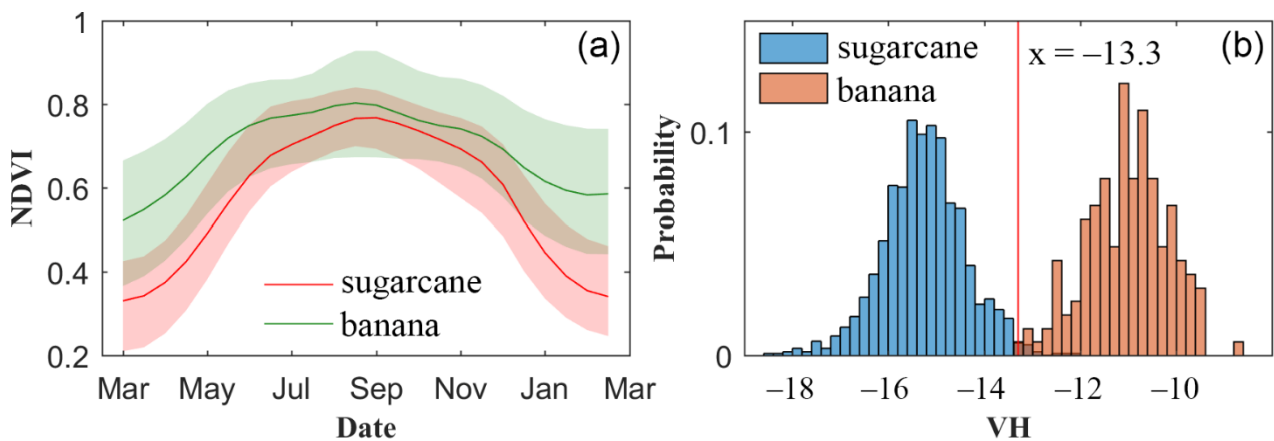 1
0.8
0.6
0.4
0.2
NDVI
(a)
sugarcane
banana
Mar May Jul Sep Nov Jan Mar
Date
sugarcane
banana
x = −13.3
(b)
0.1
0
Probability
−18 −16 −14 −12 −10
VH